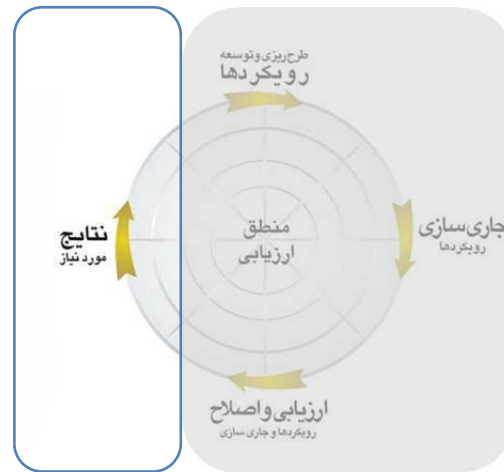 طرح‌ریزی و توسعه
رویکردها
جاری سازی
رویکردها
منطق
ارزیابی
نتایج
مورد نیاز
ارزیابی و اصلاح
رویکردها و جاری سازی